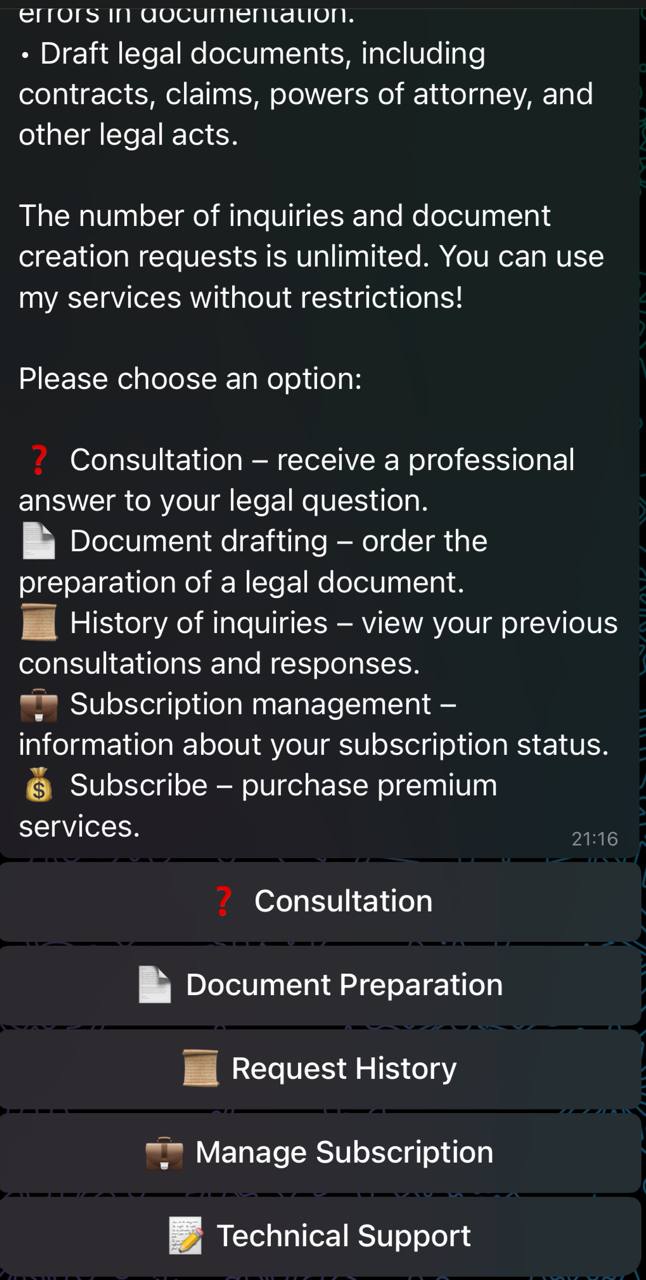 errors in documentation.
• Draft legal documents, including
contracts, claims, powers of attorney, and
other legal acts.
The number of inquiries and document
creation requests is unlimited. You can use
my services without restrictions!
Please choose an option:
❓ Consultation – receive a professional
answer to your legal question.
📄 Document drafting – order the
preparation of a legal document.
📜 History of inquiries – view your previous
consultations and responses.
💼 Subscription management –
information about your subscription status.
💰 Subscribe – purchase premium
services.
21:16
❓ Consultation
📄 Document Preparation
📜 Request History
💼 Manage Subscription
📝 Technical Support